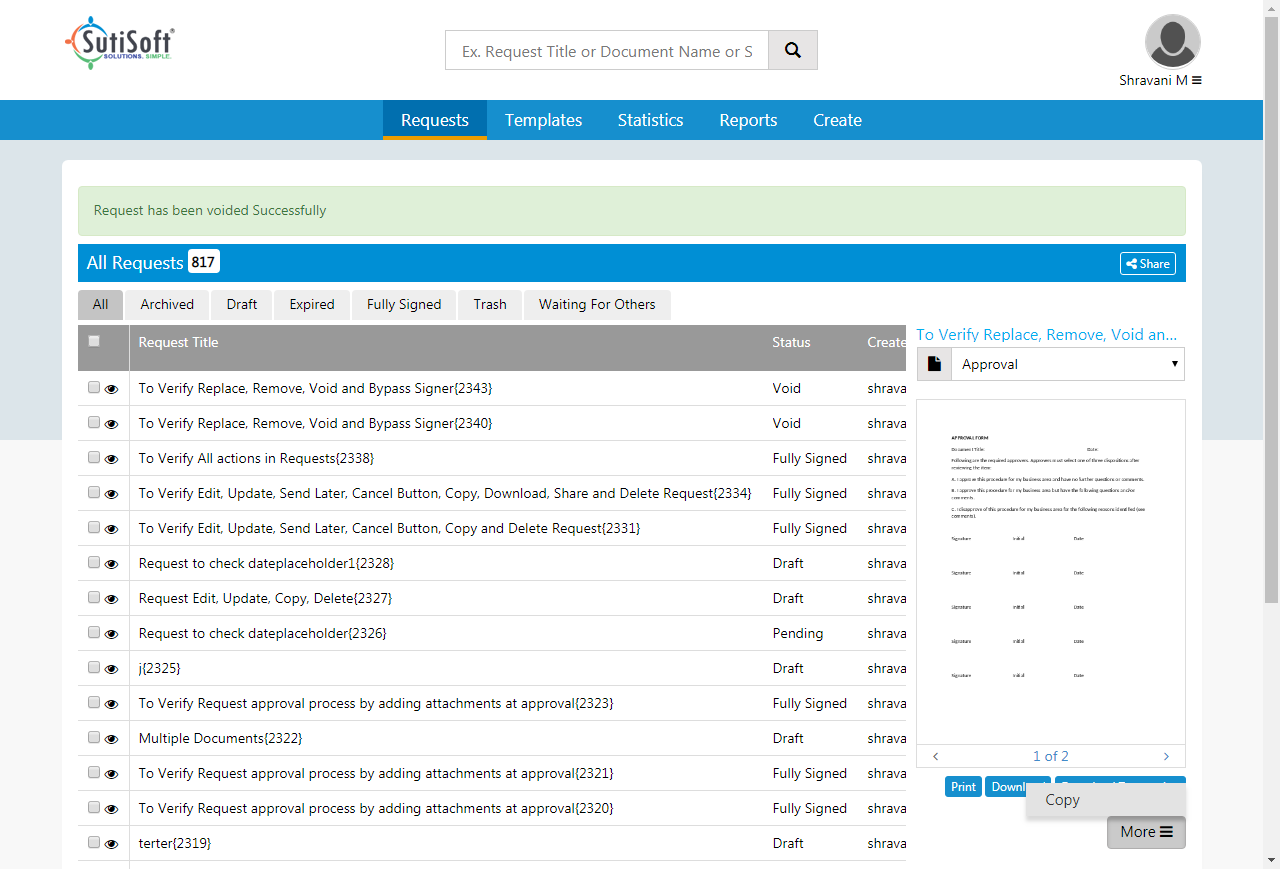 SutiSoft®
SOLUTIONS. SIMPLE.
Ex. Request Title or Document Name or S
Shravani M
Requests Templates Statistics Reports Create
Request has been voided Successfully
All Requests 817
Share
All Archived Draft Expired Fully Signed Trash Waiting For Others
Request Title Status Create
To Verify Replace, Remove, Void and Bypass Signer{2343} Void shrava
To Verify Replace, Remove, Void and Bypass Signer{2340} Void shrava
To Verify All actions in Requests{2338} Fully Signed shrava
To Verify Edit, Update, Send Later, Cancel Button, Copy, Download, Share and Delete Request{2334} Fully Signed shrava
To Verify Edit, Update, Send Later, Cancel Button, Copy and Delete Request{2331} Fully Signed shrava
Request to check dateplaceholder1{2328} Draft shrava
Request Edit, Update, Copy, Delete{2327} Draft shrava
Request to check dateplaceholder{2326} Pending shrava
j{2325} Draft shrava
To Verify Request approval process by adding attachments at approval{2323} Fully Signed shrava
Multiple Documents{2322} Draft shrava
To Verify Request approval process by adding attachments at approval{2321} Fully Signed shrava
To Verify Request approval process by adding attachments at approval{2320} Fully Signed shrava
terter{2319} Draft shrava
To Verify Replace, Remove, Void an...
Approval
APPROVAL FORM
Document Title: Date:
Following are the required approvers. Approvers must select one of three dispositions after
reviewing the item:
A. I approve this procedure for my business area and have no further questions or comments.
B. I approve this procedure for my business area but have the following questions and/or
comments.
C. I disapprove of this procedure for my business area for the following reasons identified (see
comments).
Signature Initial Date
Signature Initial Date
Signature Initial Date
Signature Initial Date
Signature Initial Date
1 of 2
Print
Copy
More